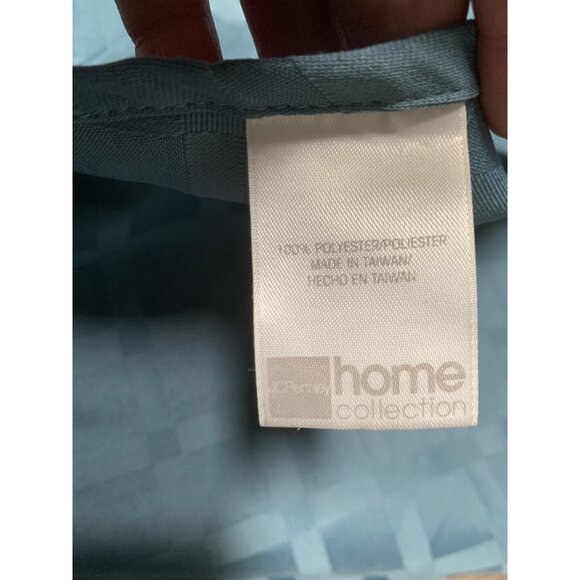 100% POLYESTER/POLIESTER
MADE IN TAIWAN/
HECHO EN TAIWAN
JCPenney home
collection